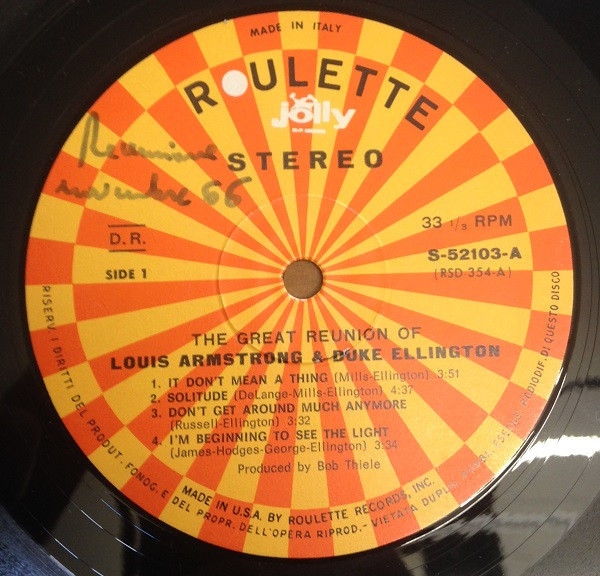 MADE IN ITALY
ROULETTE
jolly
STEREO
novembre 66
33 1/3 RPM
D.R.
S-52103-A
SIDE 1
(RSD 354-A)
THE GREAT REUNION OF
LOUIS ARMSTRONG & DUKE ELLINGTON
1. IT DON'T MEAN A THING (Mills-Ellington) 3:51
2. SOLITUDE (DeLange-Mills-Ellington) 4:37
3. DON'T GET AROUND MUCH ANYMORE
(Russell-Ellington) 3:32
4. I'M BEGINNING TO SEE THE LIGHT
(James-Hodges-George-Ellington) 3:34
Produced by Bob Thiele
MADE IN U.S.A. BY ROULETTE RECORDS, INC.
RISERV. I DIRITTI DEL PRODUT. FONOG. E DEL PROPR. DELL'OPERA RIPROD.- VIETATA DUPL. RADIODIF. DI QUESTO DISCO